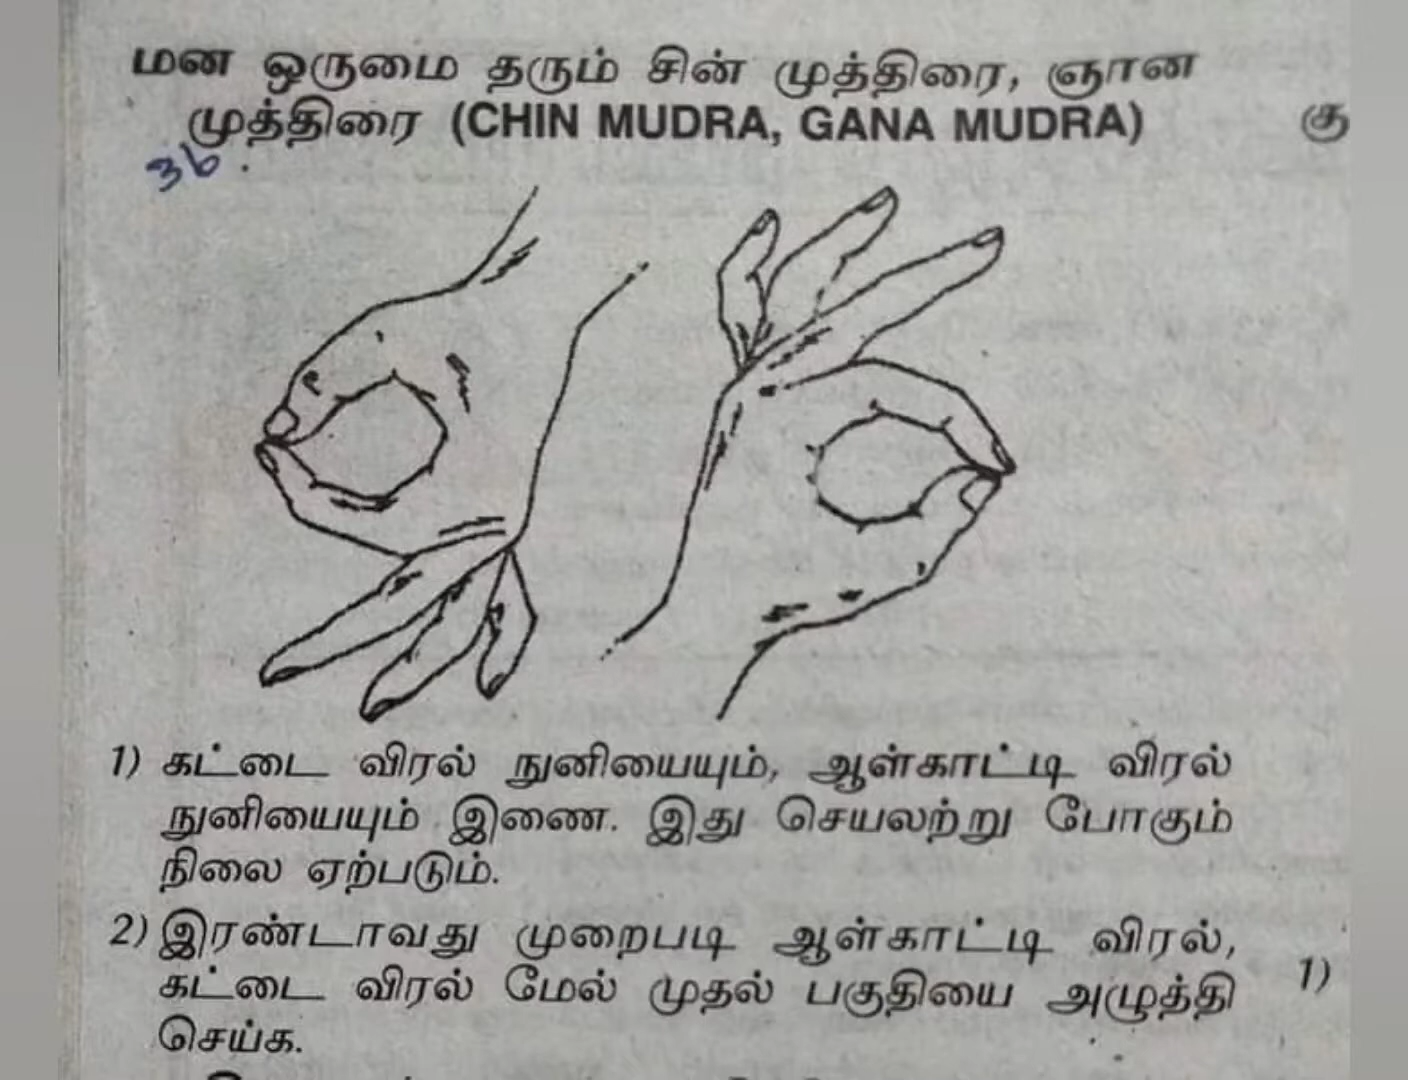 மன ஒருமை தரும் சின் முத்திரை, ஞான
முத்திரை (CHIN MUDRA, GANA MUDRA)
கு
36.
1) கட்டை விரல் நுனியையும், ஆள்காட்டி விரல்
நுனியையும் இணை. இது செயலற்று போகும்
நிலை ஏற்படும்.
2) இரண்டாவது முறைபடி ஆள்காட்டி விரல்,
கட்டை விரல் மேல் முதல் பகுதியை அழுத்தி
செய்க.
1)